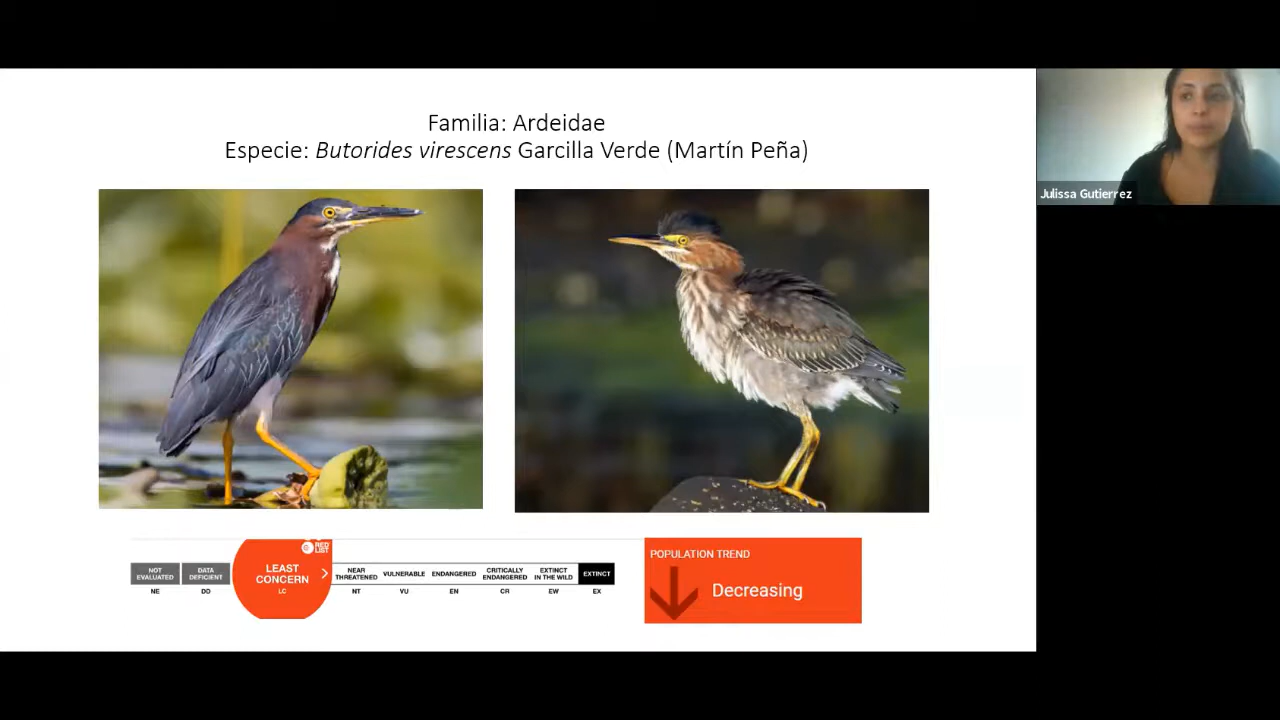 Familia: Ardeidae
Especie: Butorides virescens Garcilla Verde (Martín Peña)
Julissa Gutierrez
RED
LIST
NOT
EVALUATED
NE
DATA
DEFICIENT
DD
LEAST
CONCERN
LC
NEAR
THREATENED
NT
VULNERABLE
VU
ENDANGERED
EN
CRITICALLY
ENDANGERED
CR
EXTINCT
IN THE WILD
EW
EXTINCT
EX
POPULATION TREND
Decreasing